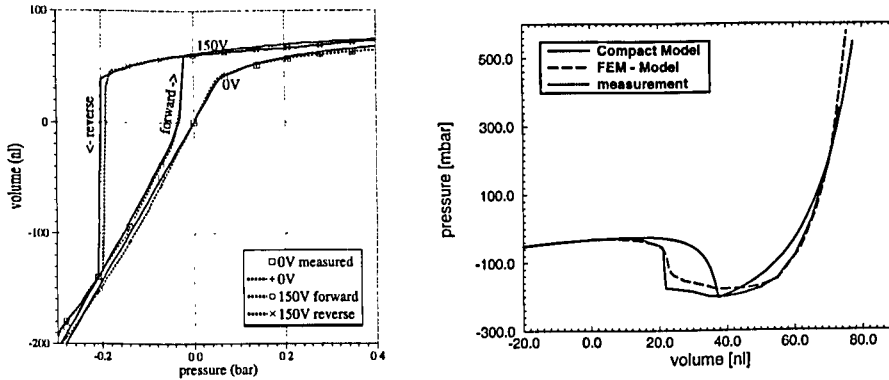 100
0
-100
-200
-0.2
0.0
0.2
0.4
volume (nl)
pressure (bar)
150V
0V
forward ->
<- reverse
0V measured
0V
150V forward
150V reverse
500.0
300.0
100.0
-100.0
-300.0
-20.0
0.0
20.0
40.0
60.0
80.0
pressure [mbar]
volume [nl]
Compact Model
FEM - Model
measurement